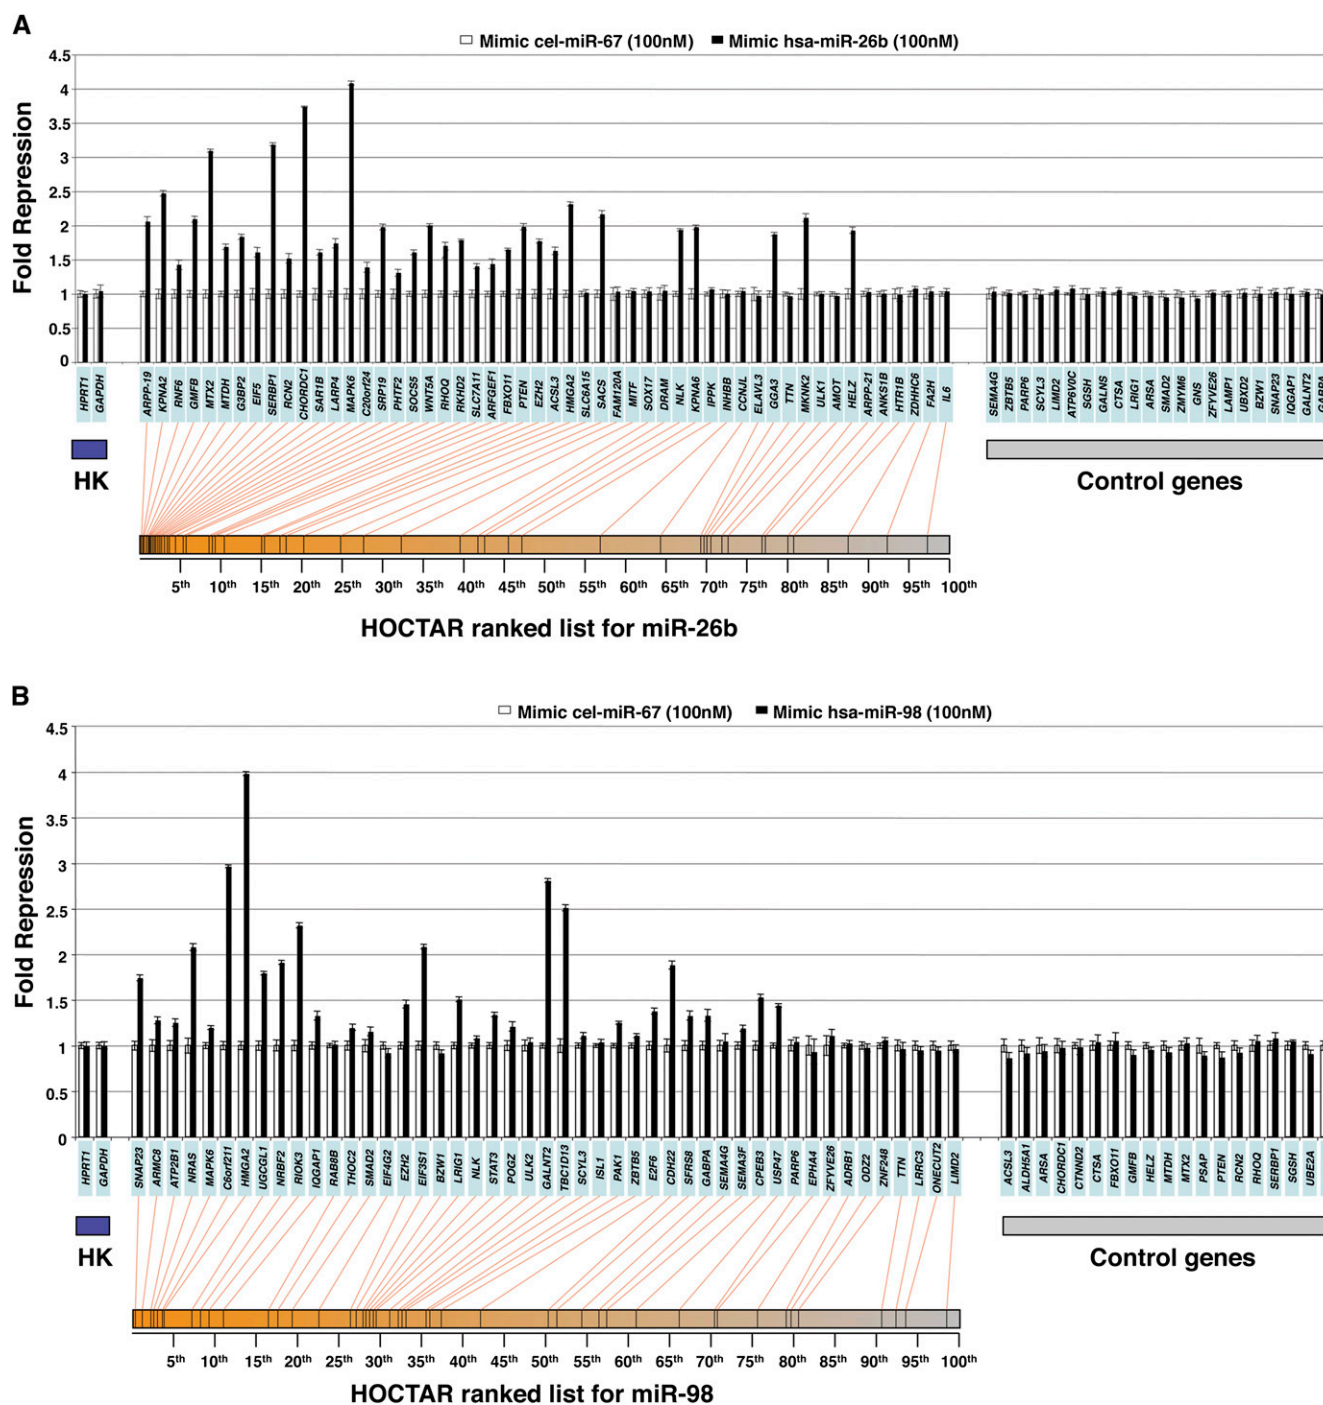 A
Mimic cel-miR-67 (100nM) Mimic hsa-miR-26b (100nM)
Fold Repression
4.5
4
3.5
3
2.5
2
1.5
1
0.5
0
HPRT1 GAPDH ARPP-19 KPNA2 RNF6 GMFB MTX2 MTDH G3BP2 EIF5 SERBP1 RCN2 CHORDC1 SAR1B LARP4 MAPK6 C20orf24 SRP19 PHTF2 SOCS5 WNT5A RHOQ RKHD2 SLC7A11 ARFGEF1 FBXO11 PTEN EZH2 ACSL3 HMGA2 SLC6A15 SACS FAM120A MITF SOX17 DRAM NLK KPNA6 IPPK INHBB CCNJL ELAVL3 GGA3 TTN MKNK2 ULK1 AMOT HELZ ARPP-21 ANKS1B HTR1B ZDHHC6 FA2H IL6 SEMA4G ZBTB5 PARP6 SCYL3 LIMD2 ATP6V0C SGSH GALNS CTSA LRIG1 ARSA SMAD2 ZMYM6 GNS ZFYVE26 LAMP1 UBXD2 BZW1 SNAP23 IQGAP1 GALNT2 GABPA
HK Control genes
5th 10th 15th 20th 25th 30th 35th 40th 45th 50th 55th 60th 65th 70th 75th 80th 85th 90th 95th 100th
HOCTAR ranked list for miR-26b
B
Mimic cel-miR-67 (100nM) Mimic hsa-miR-98 (100nM)
Fold Repression
4.5
4
3.5
3
2.5
2
1.5
1
0.5
0
HPRT1 GAPDH SNAP23 ARMC8 ATP2B1 NRAS MAPK6 C6orf211 HMGA2 UGCGL1 NRBF2 RIOK3 IQGAP1 RAB8B THOC2 SMAD2 EIF4G2 EZH2 EIF3S1 BZW1 LRIG1 NLK STAT3 POGZ ULK2 GALNT2 TBC1D13 SCYL3 ISL1 PAK1 ZBTB5 E2F6 CDH22 SFRS8 GABPA SEMA4G SEMA3F CPEB3 USP47 PARP6 EPHA4 ZFYVE26 ADRB1 ODZ2 ZNF248 TTN LRRC3 ONECUT2 LIMD2 ACSL3 ALDH5A1 ARSA CHORDC1 CTNND2 CTSA FBXO11 GMFB HELZ MTDH MTX2 PSAP PTEN RCN2 RHOQ SERBP1 SGSH UBE2A
HK Control genes
5th 10th 15th 20th 25th 30th 35th 40th 45th 50th 55th 60th 65th 70th 75th 80th 85th 90th 95th 100th
HOCTAR ranked list for miR-98